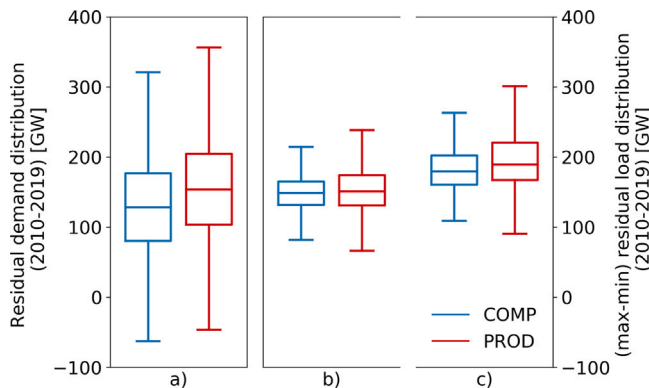 Residual demand distribution
(2010-2019) [GW]
400
300
200
100
0
−100
a)
b)
c)
COMP
PROD
400
300
200
100
0
−100
(max-min) residual load distribution
(2010-2019) [GW]